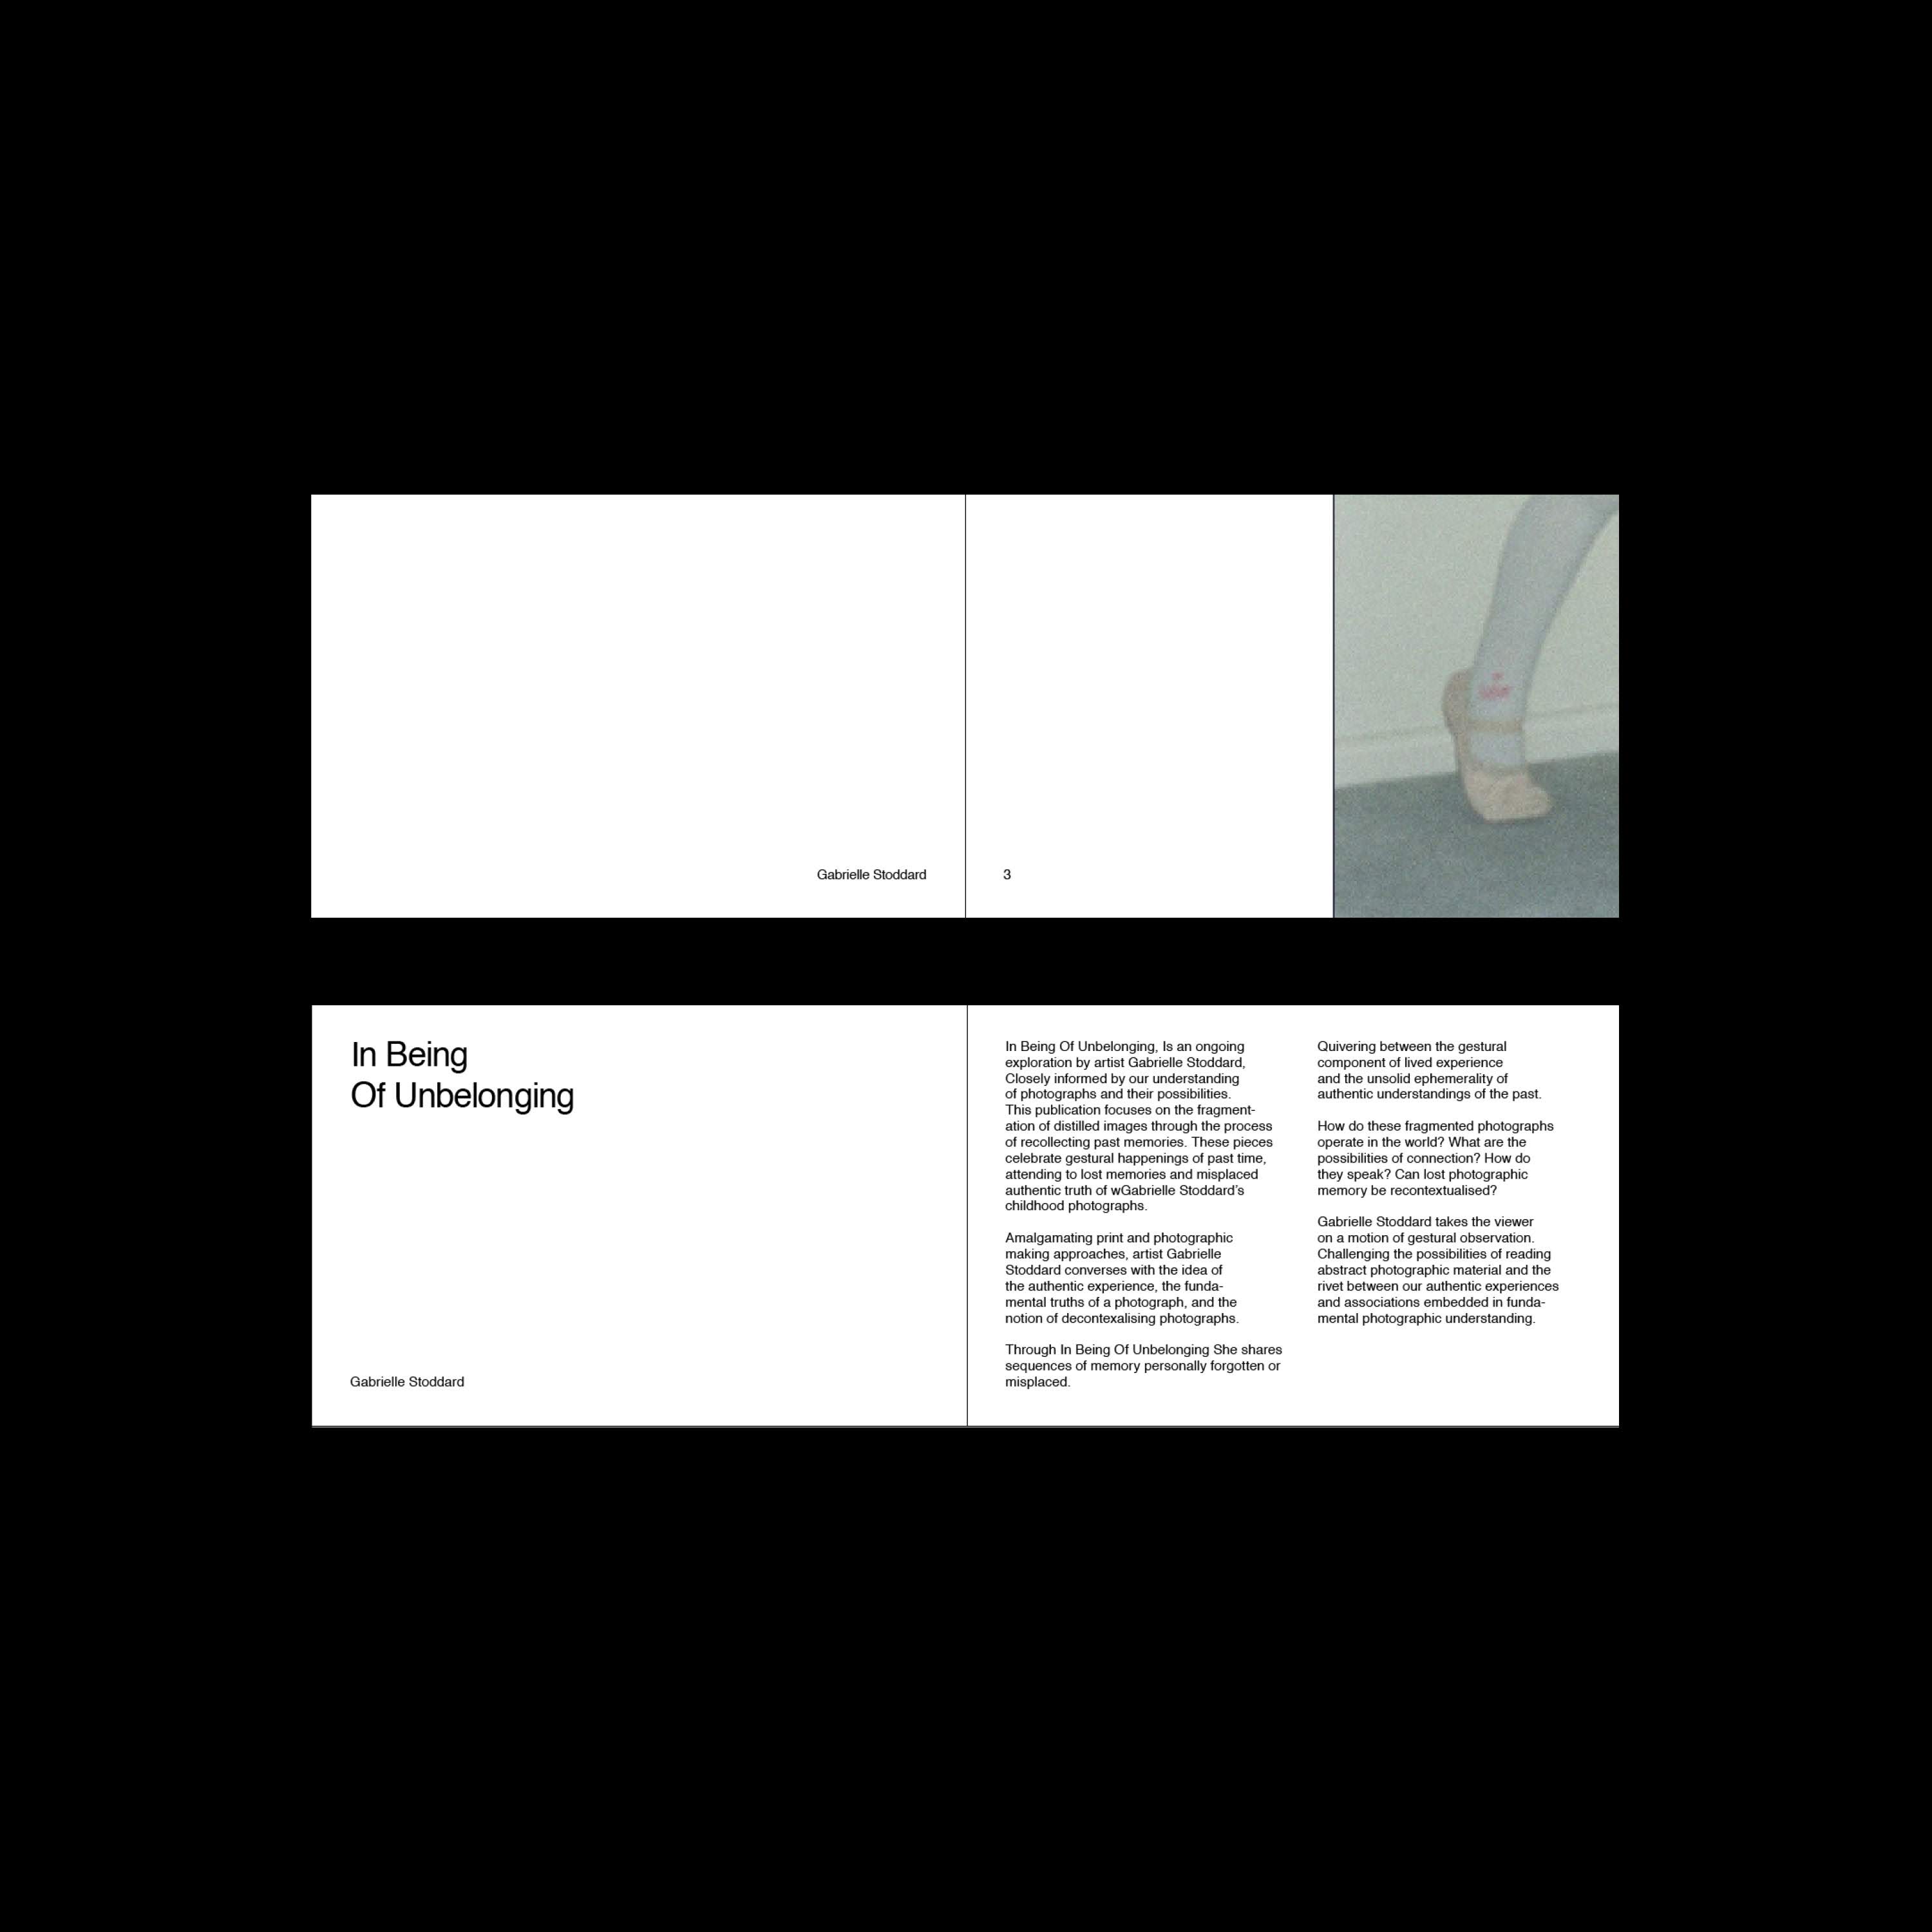 Gabrielle Stoddard
3
In Being
Of Unbelonging
Gabrielle Stoddard
In Being Of Unbelonging, Is an ongoing
exploration by artist Gabrielle Stoddard,
Closely informed by our understanding
of photographs and their possibilities.
This publication focuses on the fragment-
ation of distilled images through the process
of recollecting past memories. These pieces
celebrate gestural happenings of past time,
attending to lost memories and misplaced
authentic truth of wGabrielle Stoddard’s
childhood photographs.
Amalgamating print and photographic
making approaches, artist Gabrielle
Stoddard converses with the idea of
the authentic experience, the funda-
mental truths of a photograph, and the
notion of decontexalising photographs.
Through In Being Of Unbelonging She shares
sequences of memory personally forgotten or
misplaced.
Quivering between the gestural
component of lived experience
and the unsolid ephemerality of
authentic understandings of the past.
How do these fragmented photographs
operate in the world? What are the
possibilities of connection? How do
they speak? Can lost photographic
memory be recontextualised?
Gabrielle Stoddard takes the viewer
on a motion of gestural observation.
Challenging the possibilities of reading
abstract photographic material and the
rivet between our authentic experiences
and associations embedded in funda-
mental photographic understanding.